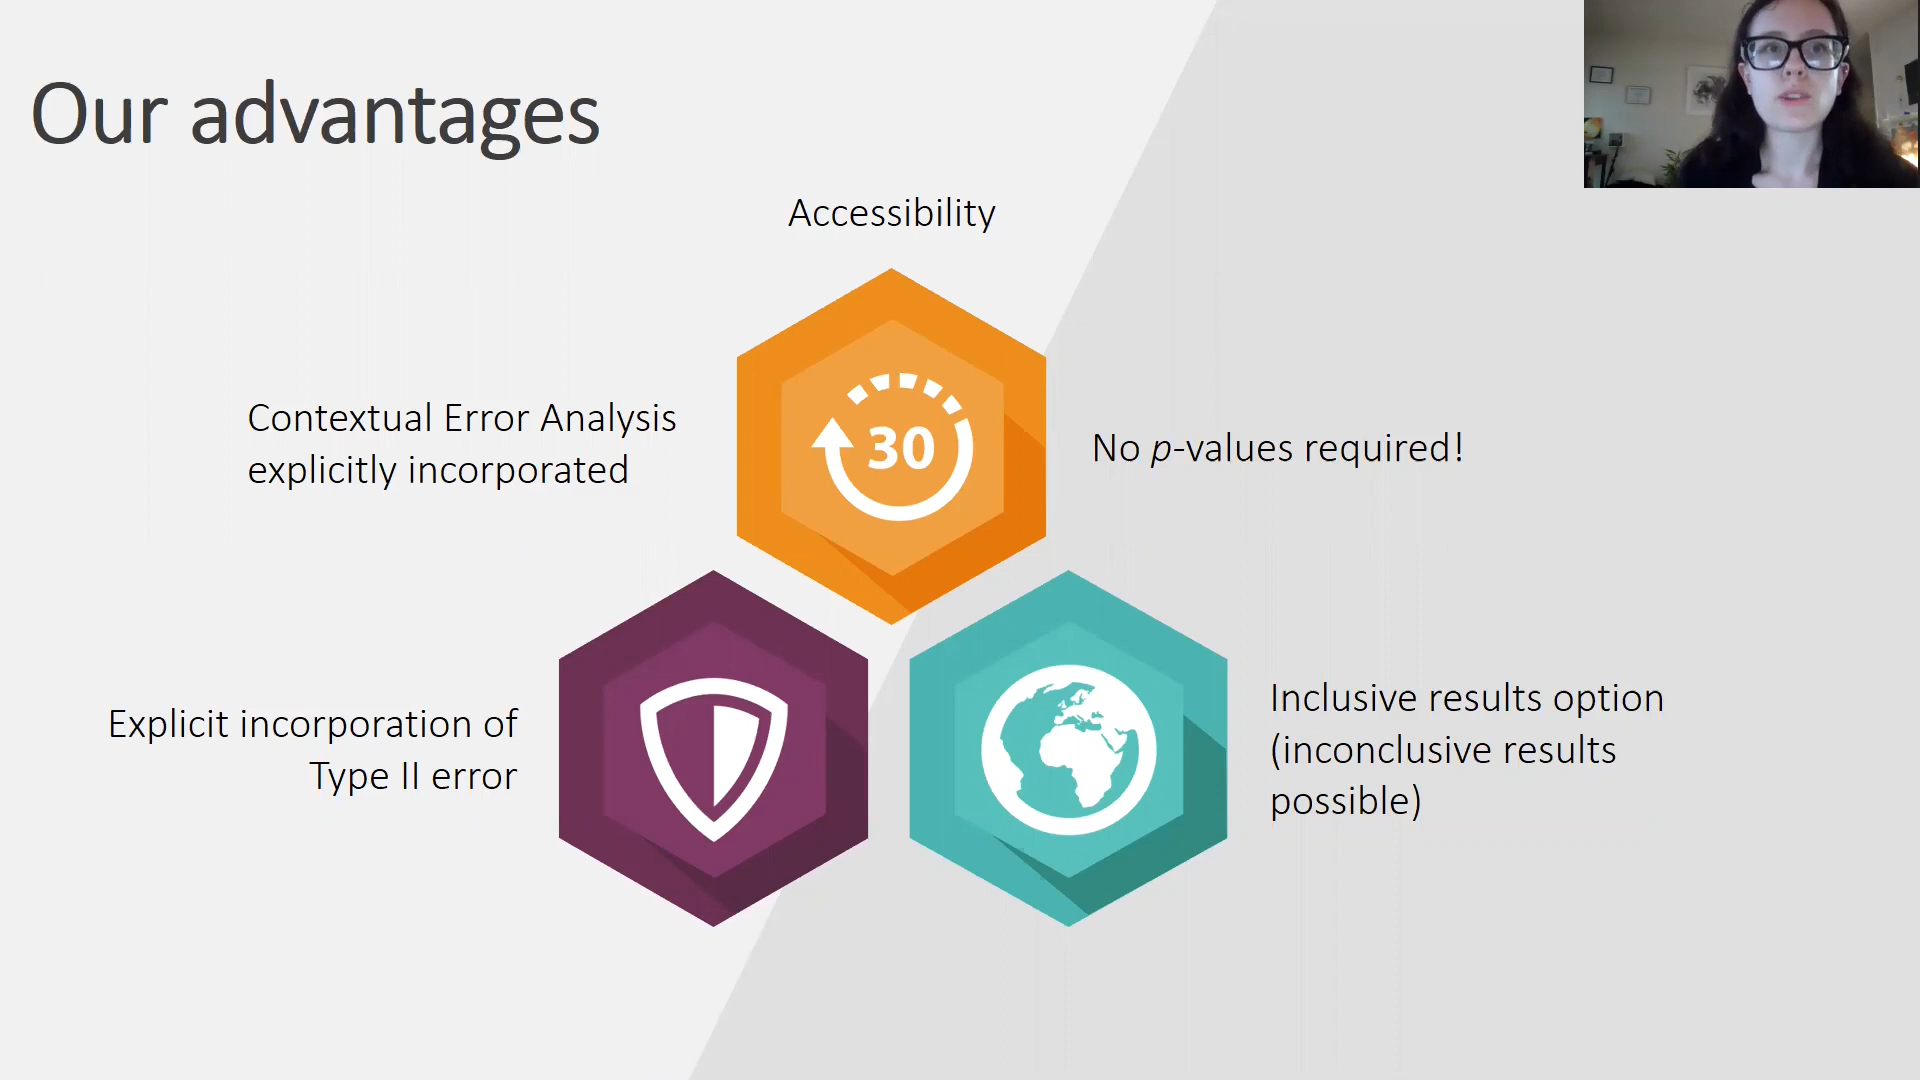 Our advantages
Accessibility
Contextual Error Analysis
explicitly incorporated
30
No p-values required!
Explicit incorporation of
Type II error
Inclusive results option
(inconclusive results
possible)